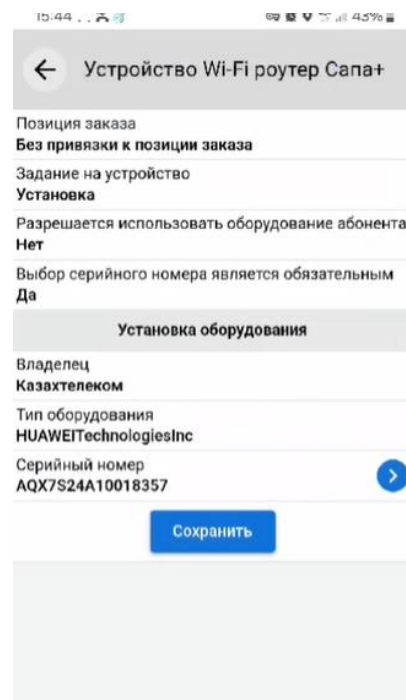 15:44
43%
Устройство Wi-Fi роутер Сапа+
Позиция заказа
Без привязки к позиции заказа
Задание на устройство
Установка
Разрешается использовать оборудование абонента
Нет
Выбор серийного номера является обязательным
Да
Установка оборудования
Владелец
Казахтелеком
Тип оборудования
HUAWEITechnologiesInc
Серийный номер
AQX7S24A10018357
Сохранить